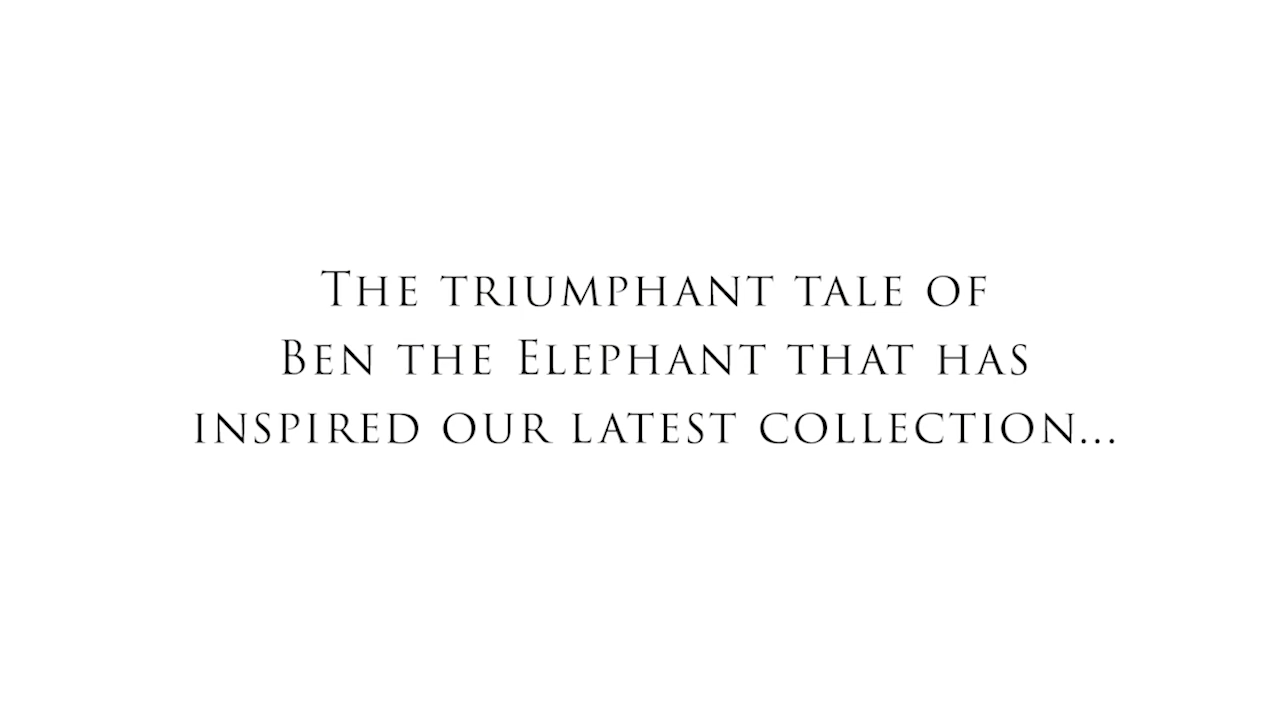 The triumphant tale of
Ben the Elephant that has
inspired our latest collection...